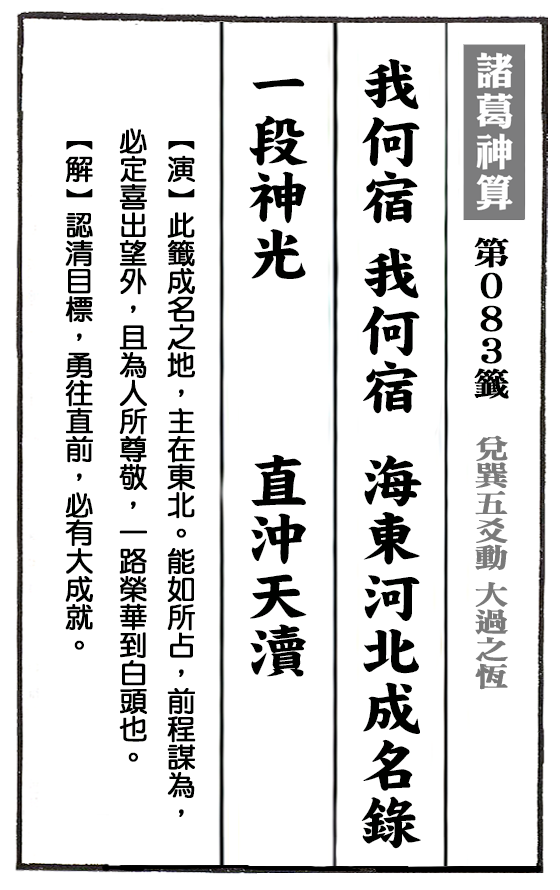 諸葛神算 第083籤 兌巽五爻動 大過之恆
我何宿 我何宿 海東河北成名錄
一段神光 直沖天瀆
【演】此籤成名之地，主在東北。能如所占，前程謀為，
必定喜出望外，且為人所尊敬，一路榮華到白頭也。
【解】認清目標，勇往直前，必有大成就。